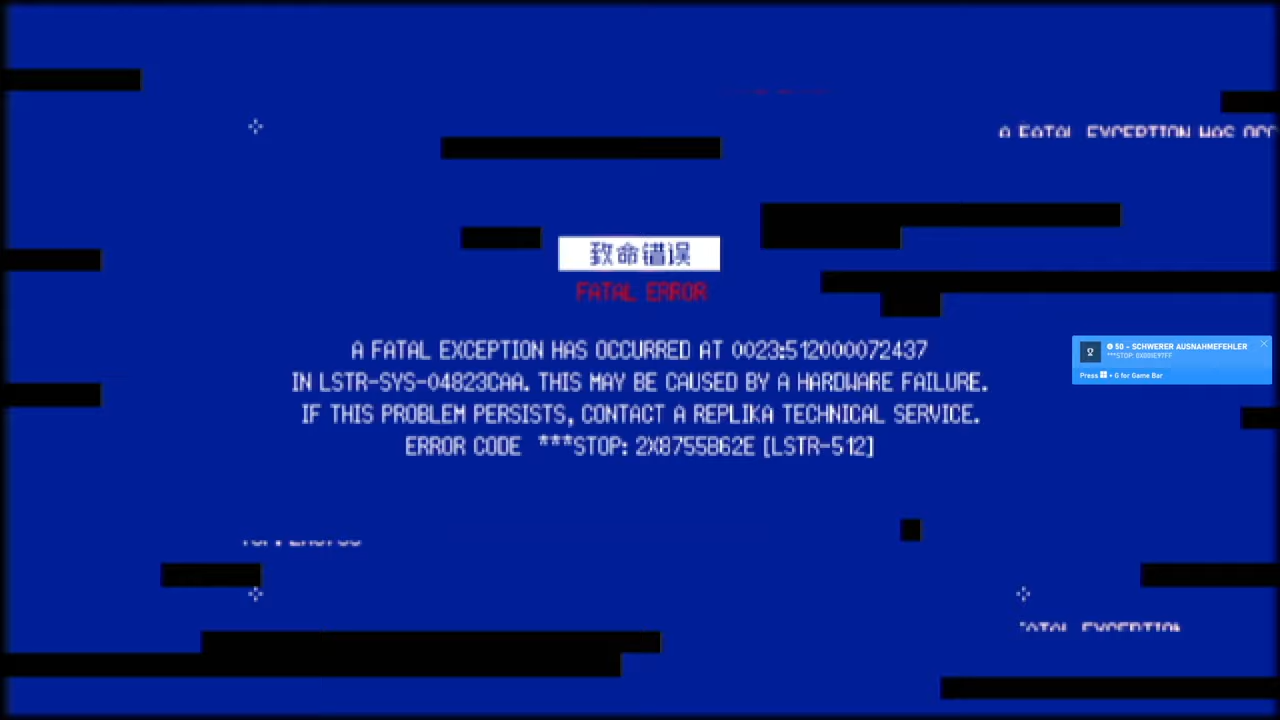 A FATAL EXCEPTION HAS OCC
致命错误
FATAL ERROR
A FATAL EXCEPTION HAS OCCURRED AT 0023:512000072437
IN LSTR-SYS-04823CAA. THIS MAY BE CAUSED BY A HARDWARE FAILURE.
IF THIS PROBLEM PERSISTS, CONTACT A REPLIKA TECHNICAL SERVICE.
ERROR CODE ***STOP: 2X8755B62E [LSTR-512]
50 - SCHWERER AUSNAHMEFEHLER
***STOP: 0X001E97FF
Press + G for Game Bar
FATAL EXCEPTION